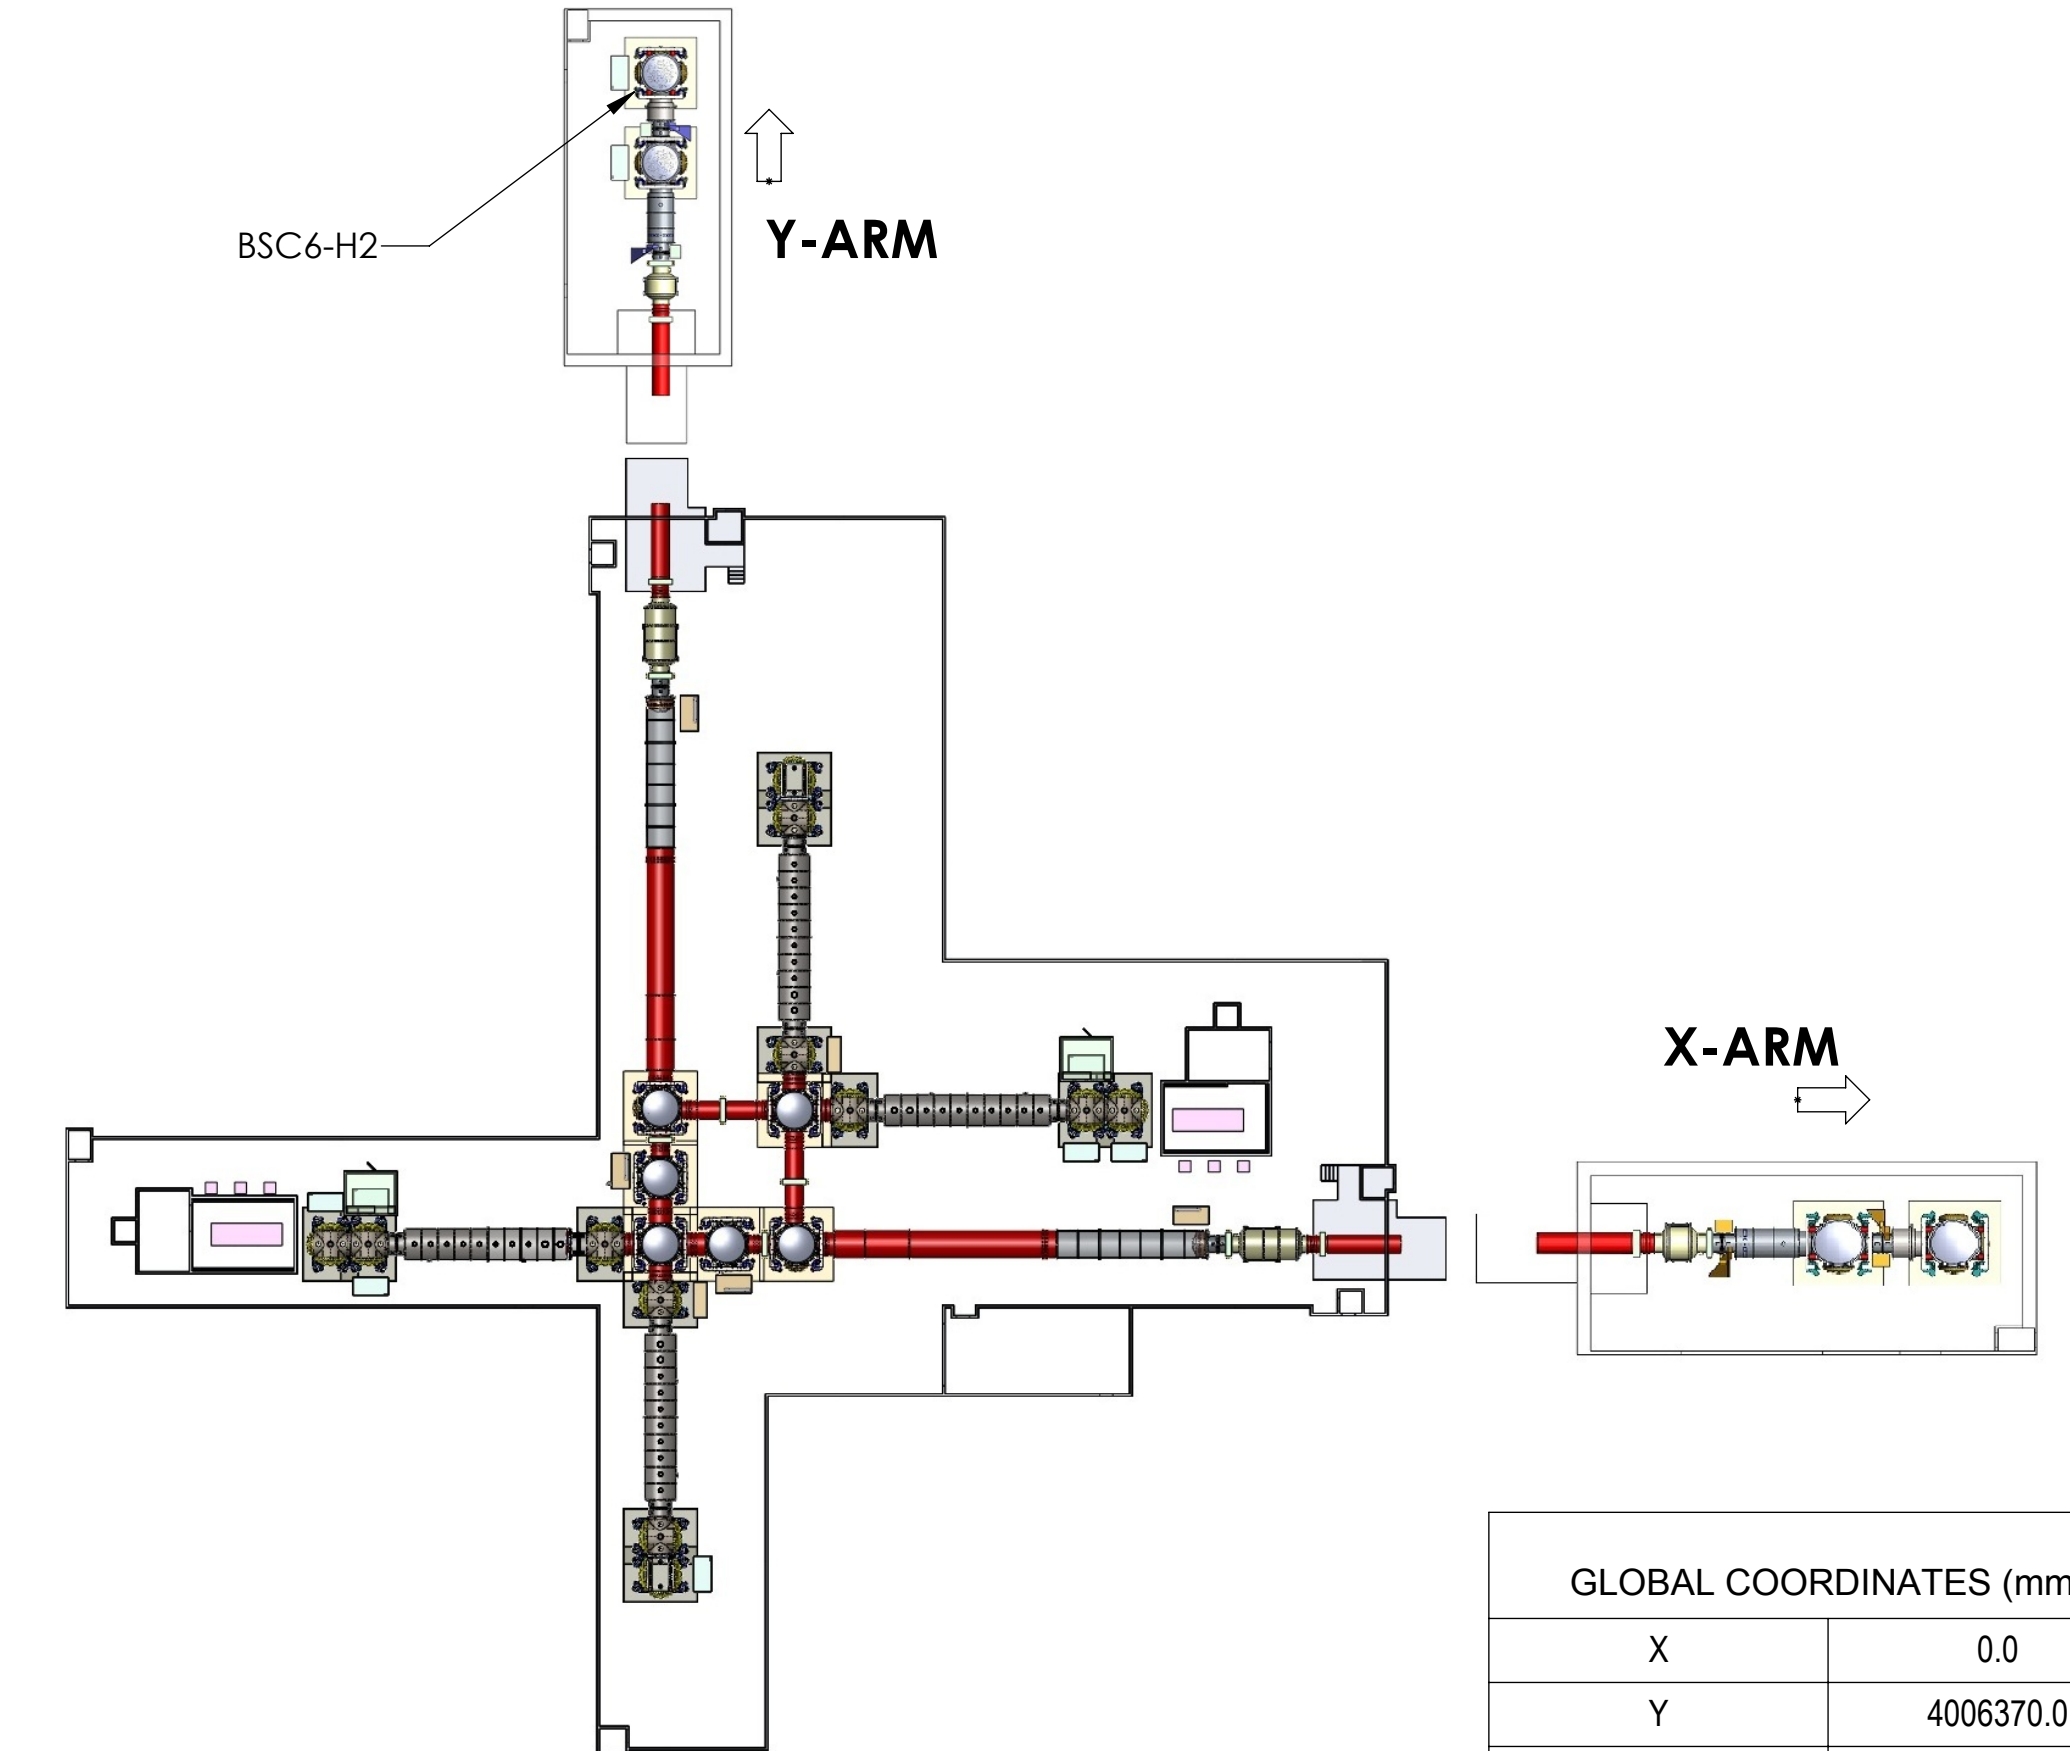 BSC6-H2
Y-ARM
X-ARM
GLOBAL COORDINATES (mm
X 0.0
Y 4006370.0